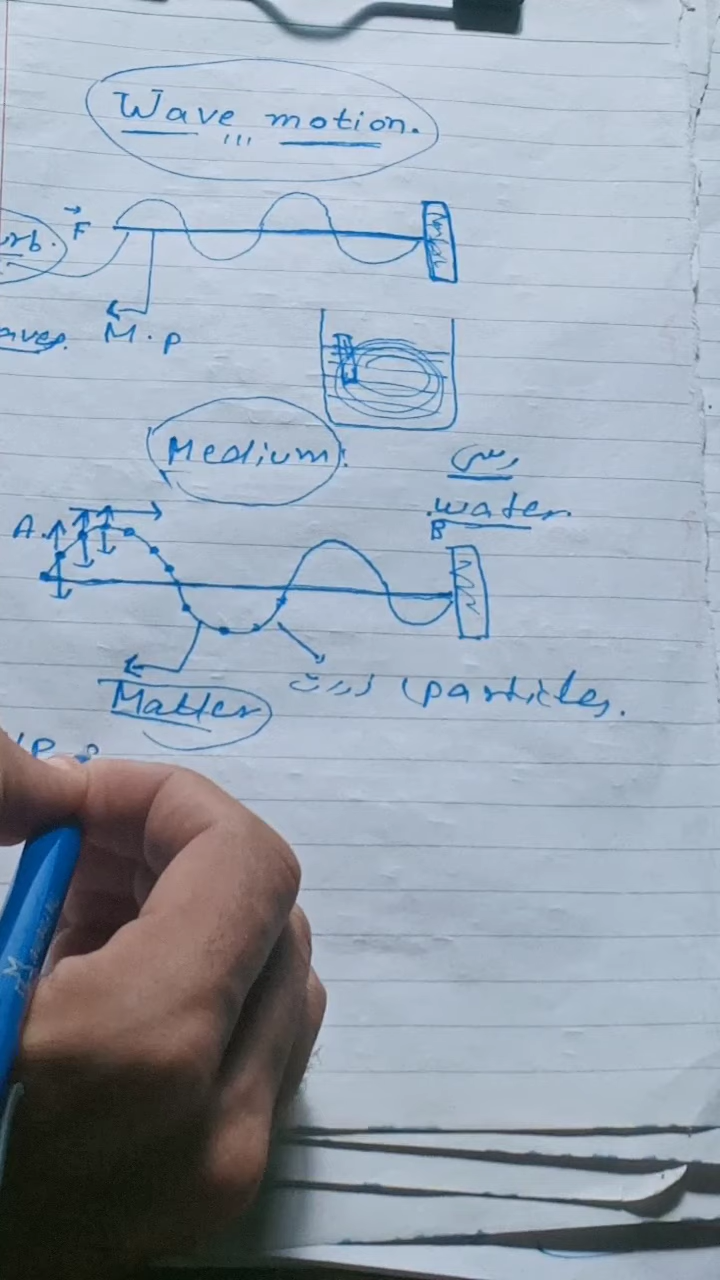 Wave motion.
F
M.p
Medium.
رسی
water.
A.
B
Matter
ذرات (particles.